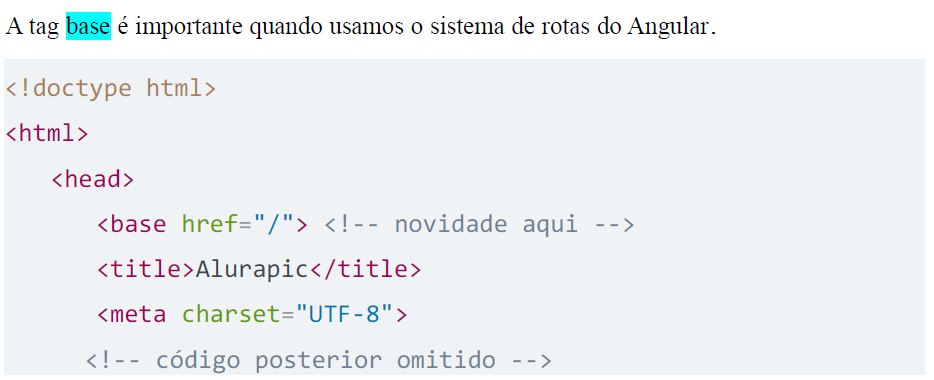 A tag base é importante quando usamos o sistema de rotas do Angular.
<!doctype html>
<html>
<head>
<base href="/"> <!-- novidade aqui -->
<title>Alurapic</title>
<meta charset="UTF-8">
<!-- código posterior omitido -->